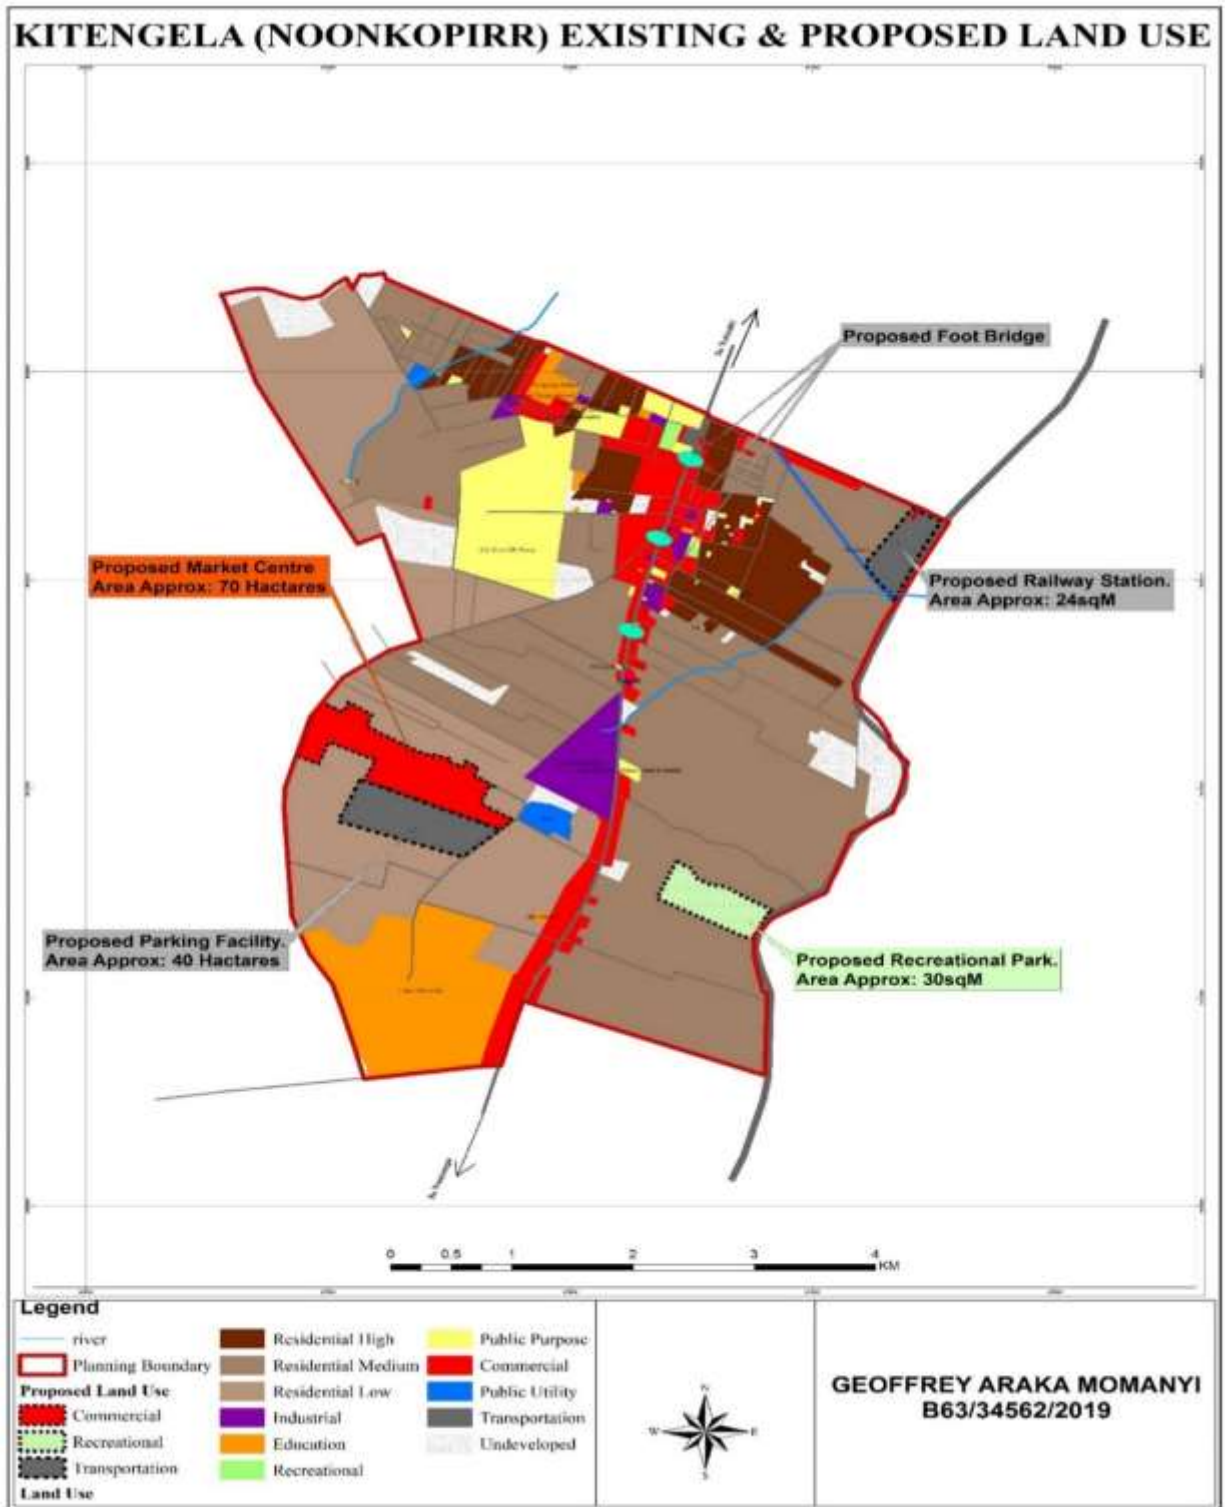 KITENGELA (NOONKOPIRR) EXISTING & PROPOSED LAND USE
Proposed Foot Bridge
Proposed Market Centre
Area Approx: 70 Hactares
Proposed Railway Station.
Area Approx: 24sqM
Proposed Parking Facility.
Area Approx: 40 Hactares
Proposed Recreational Park.
Area Approx: 30sqM
0 0.5 1 2 3 4
KM
Legend
river
Planning Boundary
Proposed Land Use
Commercial
Recreational
Transportation
Land Use
Residential High
Residential Medium
Residential Low
Industrial
Education
Recreational
Public Purpose
Commercial
Public Utility
Transportation
Undeveloped
N
W E
S
GEOFFREY ARAKA MOMANYI
B63/34562/2019